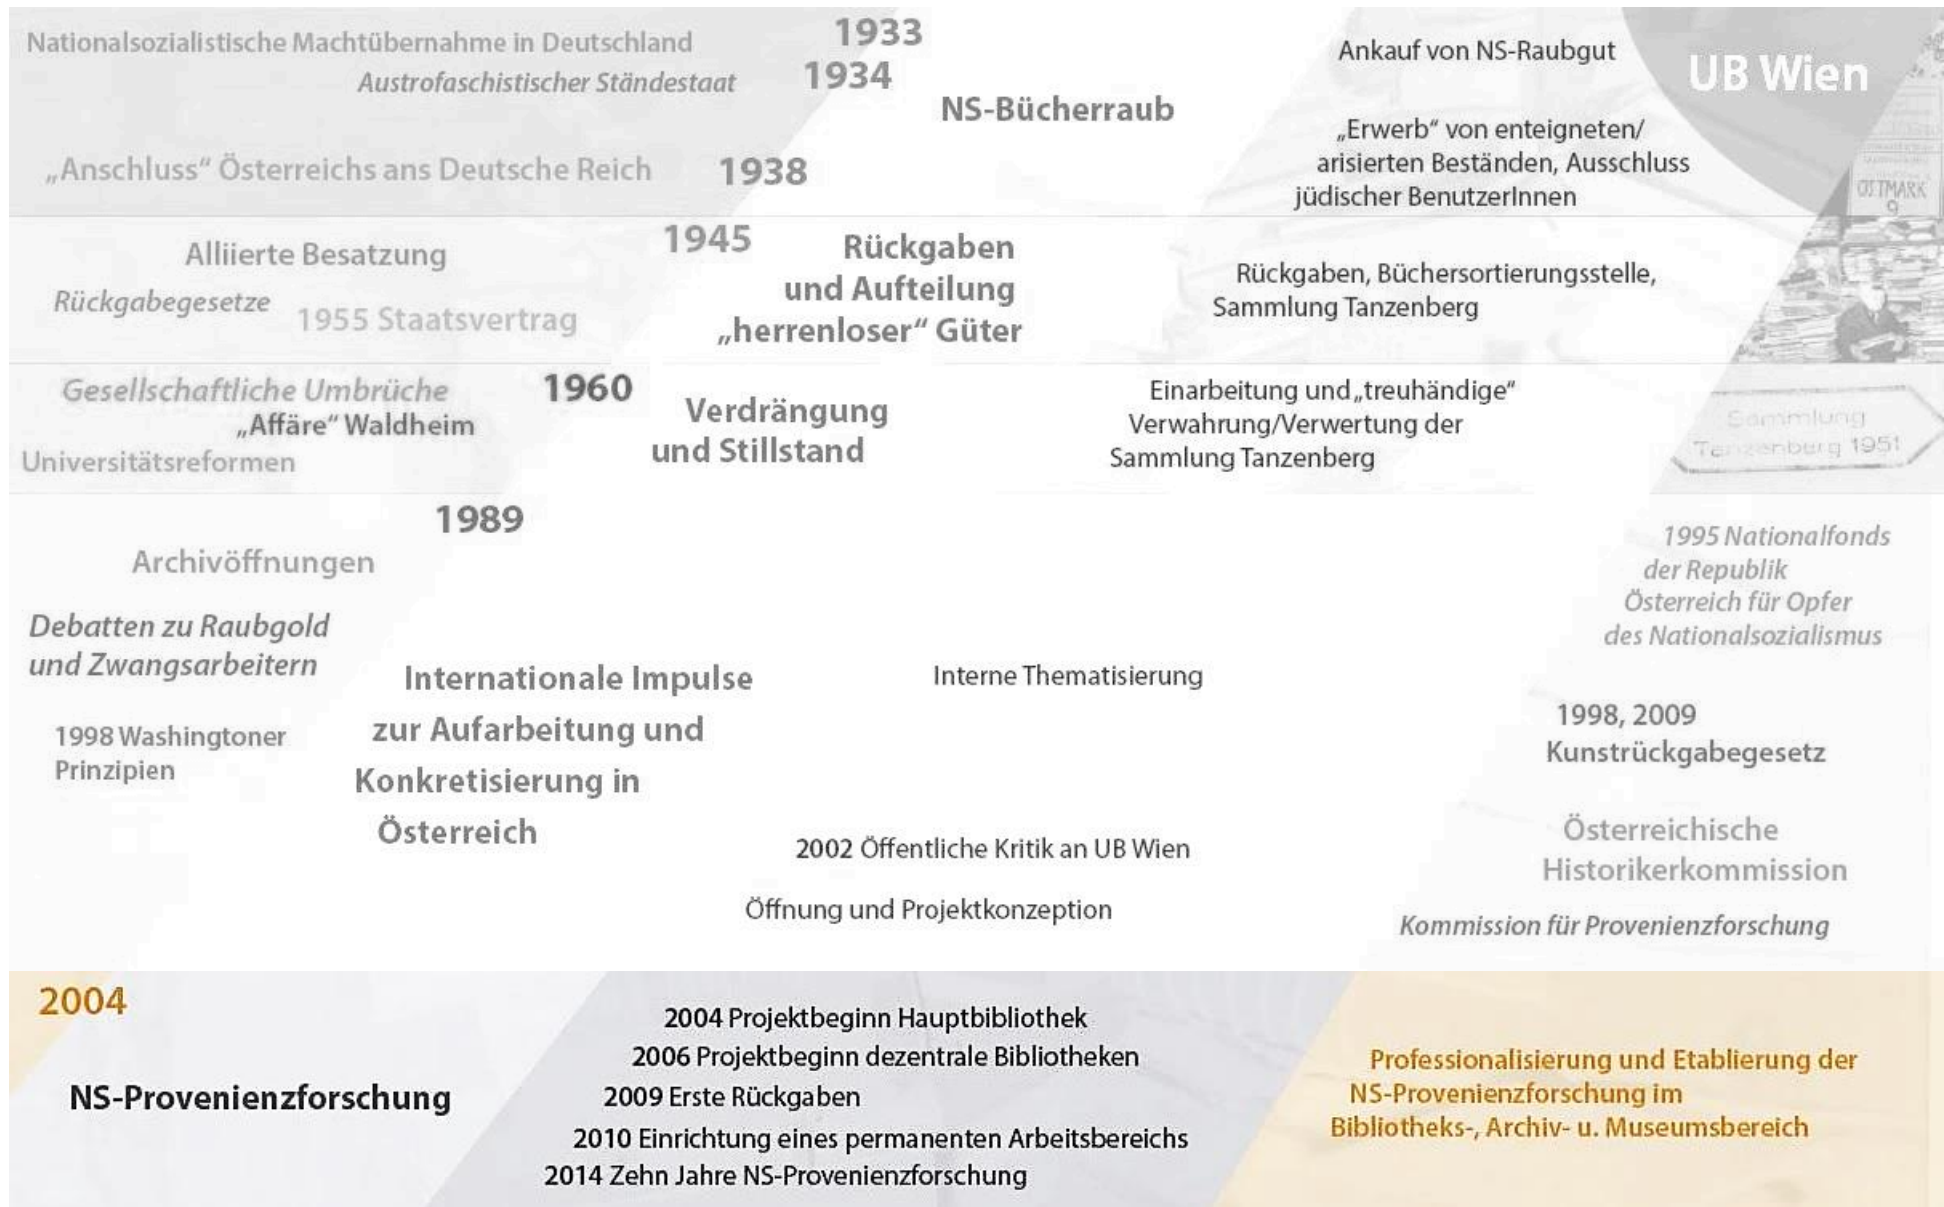 Nationalsozialistische Machtübernahme in Deutschland
1933
Austrofaschistischer Ständestaat
1934
NS-Bücherraub
Ankauf von NS-Raubgut
UB Wien
„Erwerb“ von enteigneten/
arisierten Beständen, Ausschluss
jüdischer BenutzerInnen
„Anschluss“ Österreichs ans Deutsche Reich
1938
OSTMARK
9
Alliierte Besatzung
1945
Rückgabegesetze
1955 Staatsvertrag
Rückgaben
und Aufteilung
„herrenloser“ Güter
Rückgaben, Büchersortierungsstelle,
Sammlung Tanzenberg
Gesellschaftliche Umbrüche
1960
„Affäre“ Waldheim
Universitätsreformen
Verdrängung
und Stillstand
Einarbeitung und „treuhändige“
Verwahrung/Verwertung der
Sammlung Tanzenberg
Sammlung
Tanzenberg 1951
1989
Archivöffnungen
Debatten zu Raubgold
und Zwangsarbeitern
1998 Washingtoner
Prinzipien
Internationale Impulse
zur Aufarbeitung und
Konkretisierung in
Österreich
Interne Thematisierung
2002 Öffentliche Kritik an UB Wien
Öffnung und Projektkonzeption
1995 Nationalfonds
der Republik
Österreich für Opfer
des Nationalsozialismus
1998, 2009
Kunstrückgabegesetz
Österreichische
Historikerkommission
Kommission für Provenienzforschung
2004
NS-Provenienzforschung
2004 Projektbeginn Hauptbibliothek
2006 Projektbeginn dezentrale Bibliotheken
2009 Erste Rückgaben
2010 Einrichtung eines permanenten Arbeitsbereichs
2014 Zehn Jahre NS-Provenienzforschung
Professionalisierung und Etablierung der
NS-Provenienzforschung im
Bibliotheks-, Archiv- u. Museumsbereich